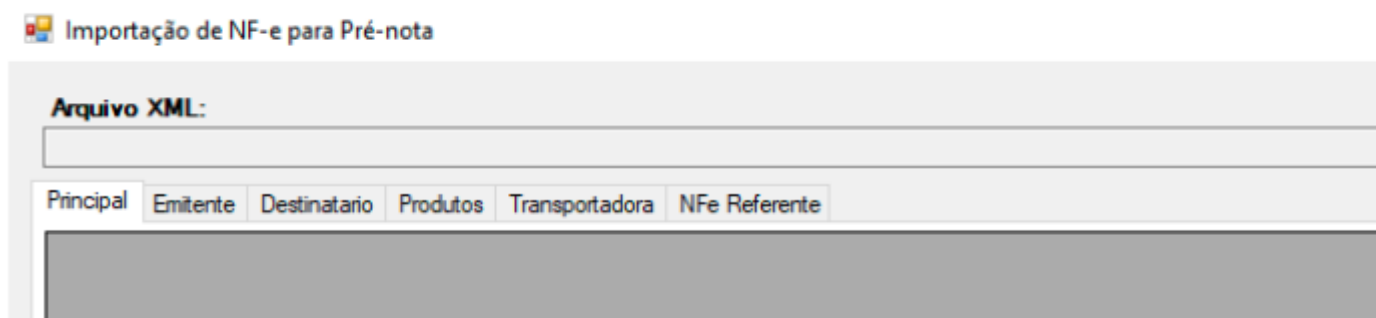 Importação de NF-e para Pré-nota
Arquivo XML:
Principal Emitente Destinatario Produtos Transportadora NFe Referente